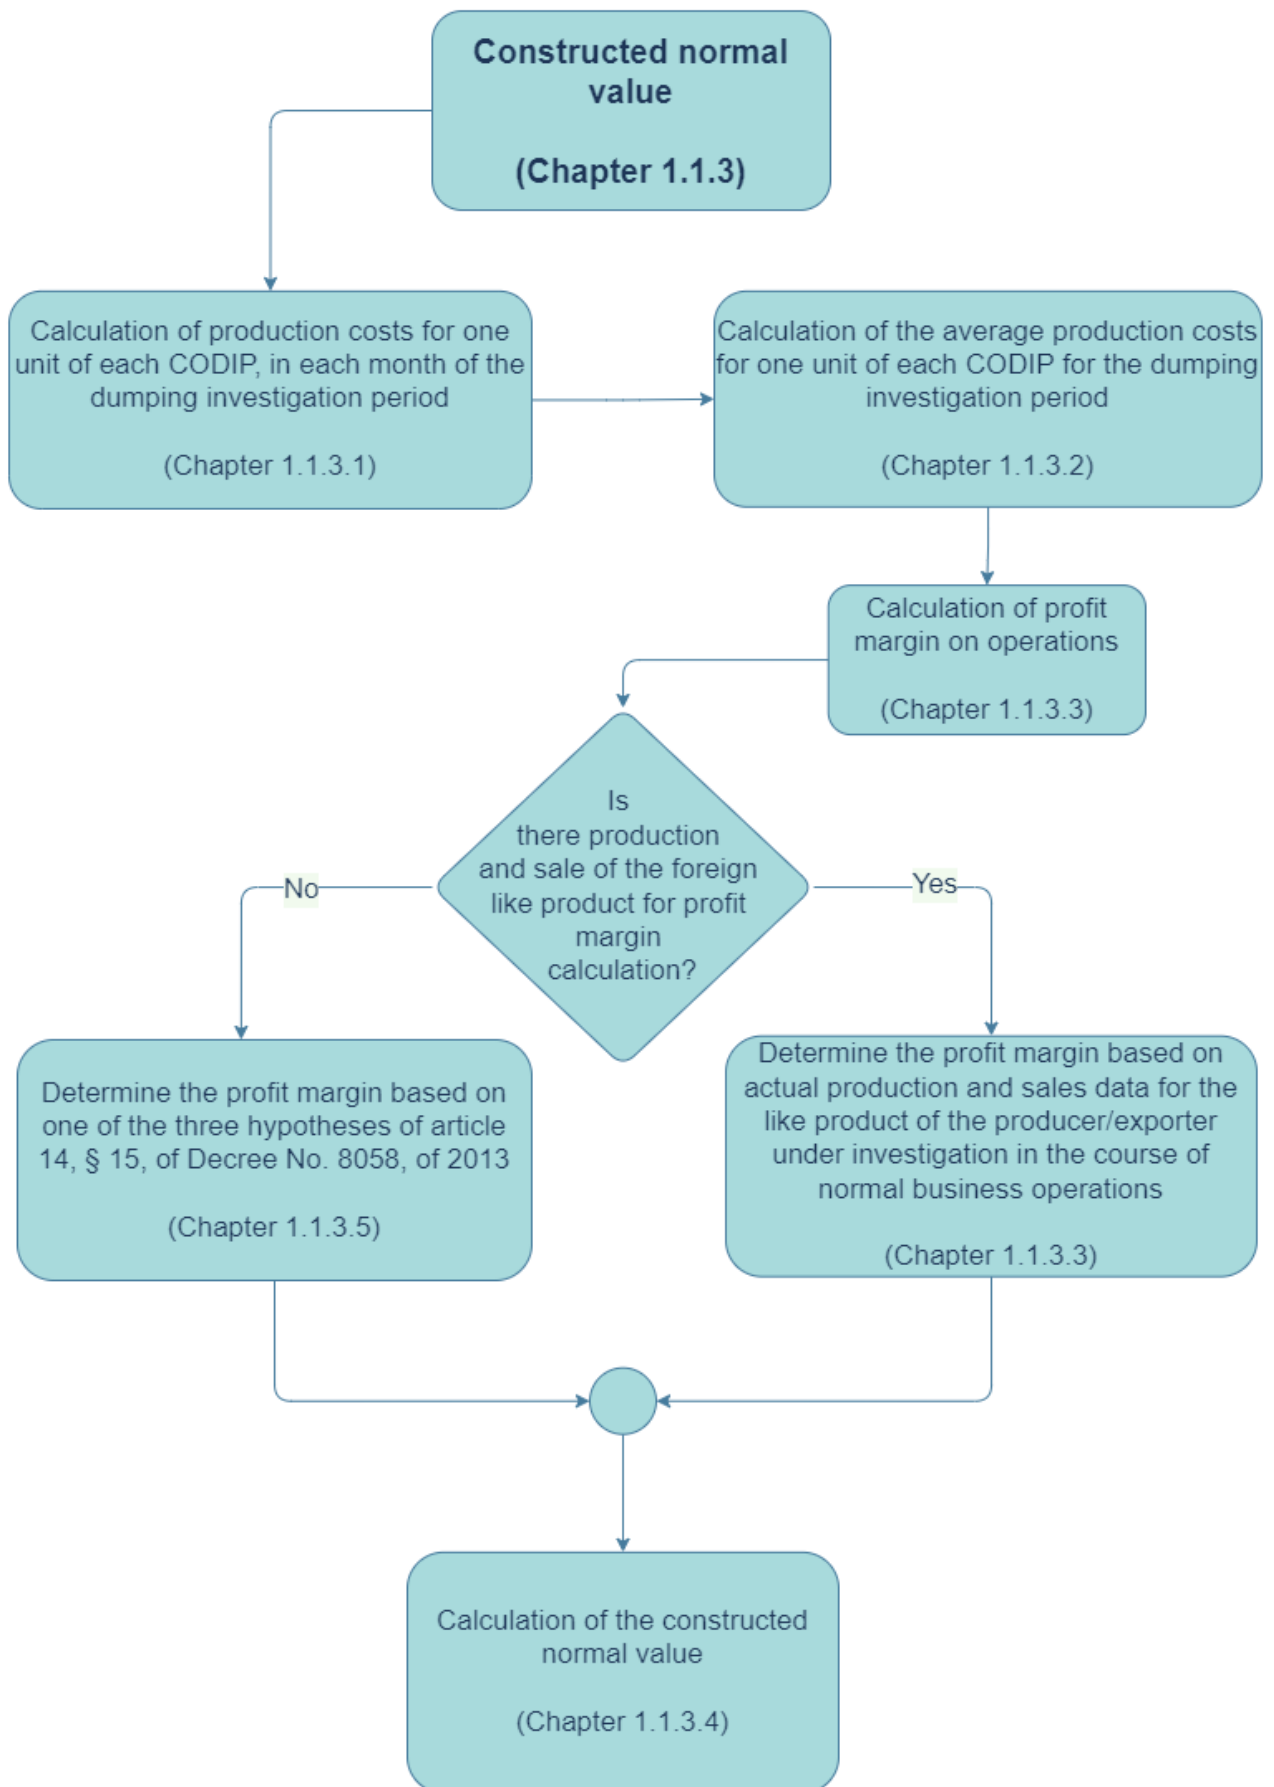 Constructed normal
value
(Chapter 1.1.3)
Calculation of production costs for one
unit of each CODIP, in each month of the
dumping investigation period
(Chapter 1.1.3.1)
Calculation of the average production costs
for one unit of each CODIP for the dumping
investigation period
(Chapter 1.1.3.2)
Calculation of profit
margin on operations
(Chapter 1.1.3.3)
Is
there production
and sale of the foreign
like product for profit
margin
calculation?
No
Yes
Determine the profit margin based on
one of the three hypotheses of article
14, § 15, of Decree No. 8058, of 2013
(Chapter 1.1.3.5)
Determine the profit margin based on
actual production and sales data for the
like product of the producer/exporter
under investigation in the course of
normal business operations
(Chapter 1.1.3.3)
Calculation of the constructed
normal value
(Chapter 1.1.3.4)